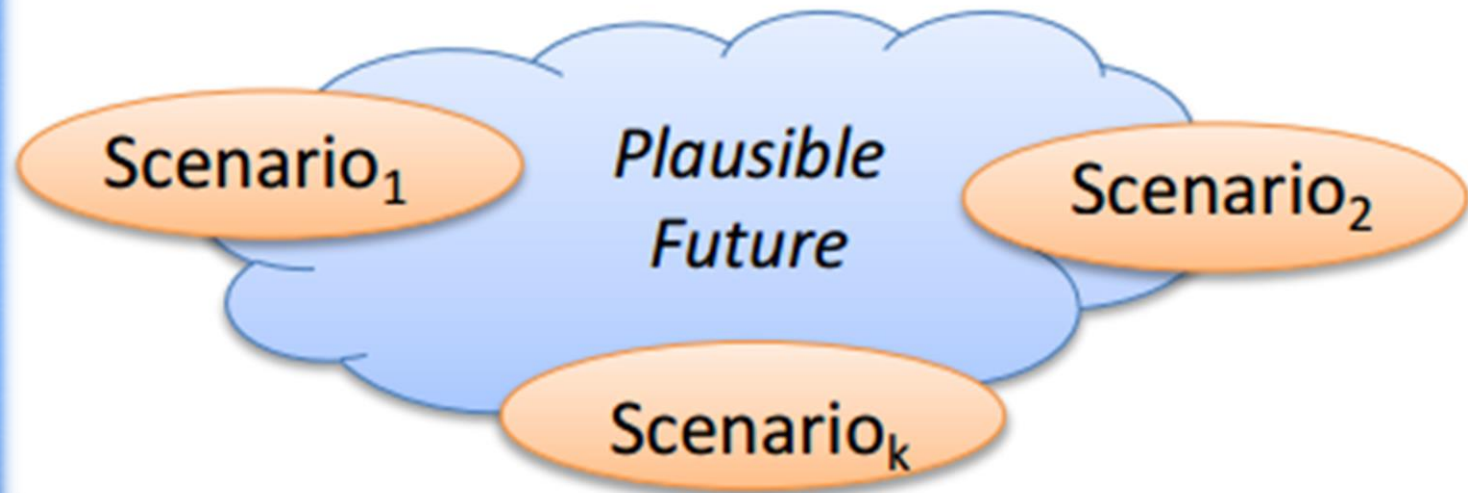 Scenario₁
Plausible
Future
Scenario₂
Scenarioₖ